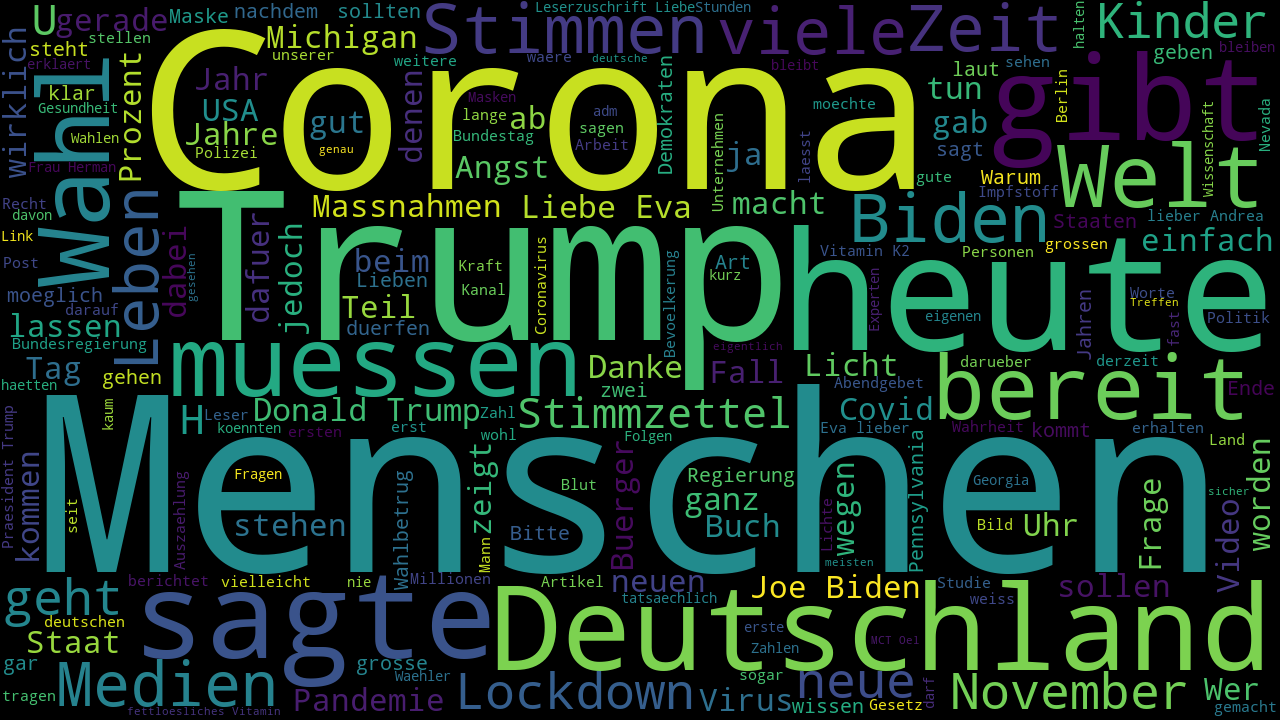 Maske nachdem sollten Leserzuschrift LiebeStunden
U gerade Stimmen viele Zeit Kinder
wirklich steht stellen Michigan unserer weitere waere deutsche bleibt halten geben bleiben
erklaert Wahl klar Prozent Jahr Corona denen Masken Demokraten moechte laut sehen gibt
Gesundheit USA gut lange ab adm tun Berlin
Wahlen Jahre Polizei genau Bundestag sagen Arbeit gab Nevada
Frau Herman Angst Unternehmen ja laesst sagt Welt Wissenschaft
Recht gute Warum Impfstoff
davon Leben Massnahmen Liebe Eva macht Biden Staaten lieber Andrea
Link dabei dafuer Trump heute grossen einfach
Post gesehen jedoch beim Kraft Coronavirus Bevoelkerung Art Vitamin K2 Personen
moeglich Lieben Kanal kurz Experten Worte
darauf Teil Treffen
lassen duerfen eigenen Jahren fast Politik
Bundesregierung muessen eigentlich
Tag gehen Danke Fall Licht bereit darueber derzeit
haetten zwei Abendgebet Ende
Praesident Trump kaum H Leser Donald Trump Zahl Stimmzettel Covid
koennten ersten erst wohl Folgen Eva lieber Wahrheit kommt erhalten
Menschen Land
kommen seit Auszaehlung Fragen Wahlbetrug zeigt Blut Buerger Regierung wegen Pennsylvania Georgia Frage worden
ganz sicher
stehen Mann Bitte Buch Lichte Bild Uhr video
meisten
berichtet vielleicht nie Millionen Artikel neuen Joe Biden Studie sollen
geht sagte tatsaechlich weiss
deutschen Deutschland erste
Staat Zahlen MCT Oel
gar grosse Waehler sogar
tragen Medien Pandemie Lockdown Virus neue wissen Gesetz darf November Wer
fettloesliches Vitamin gemacht